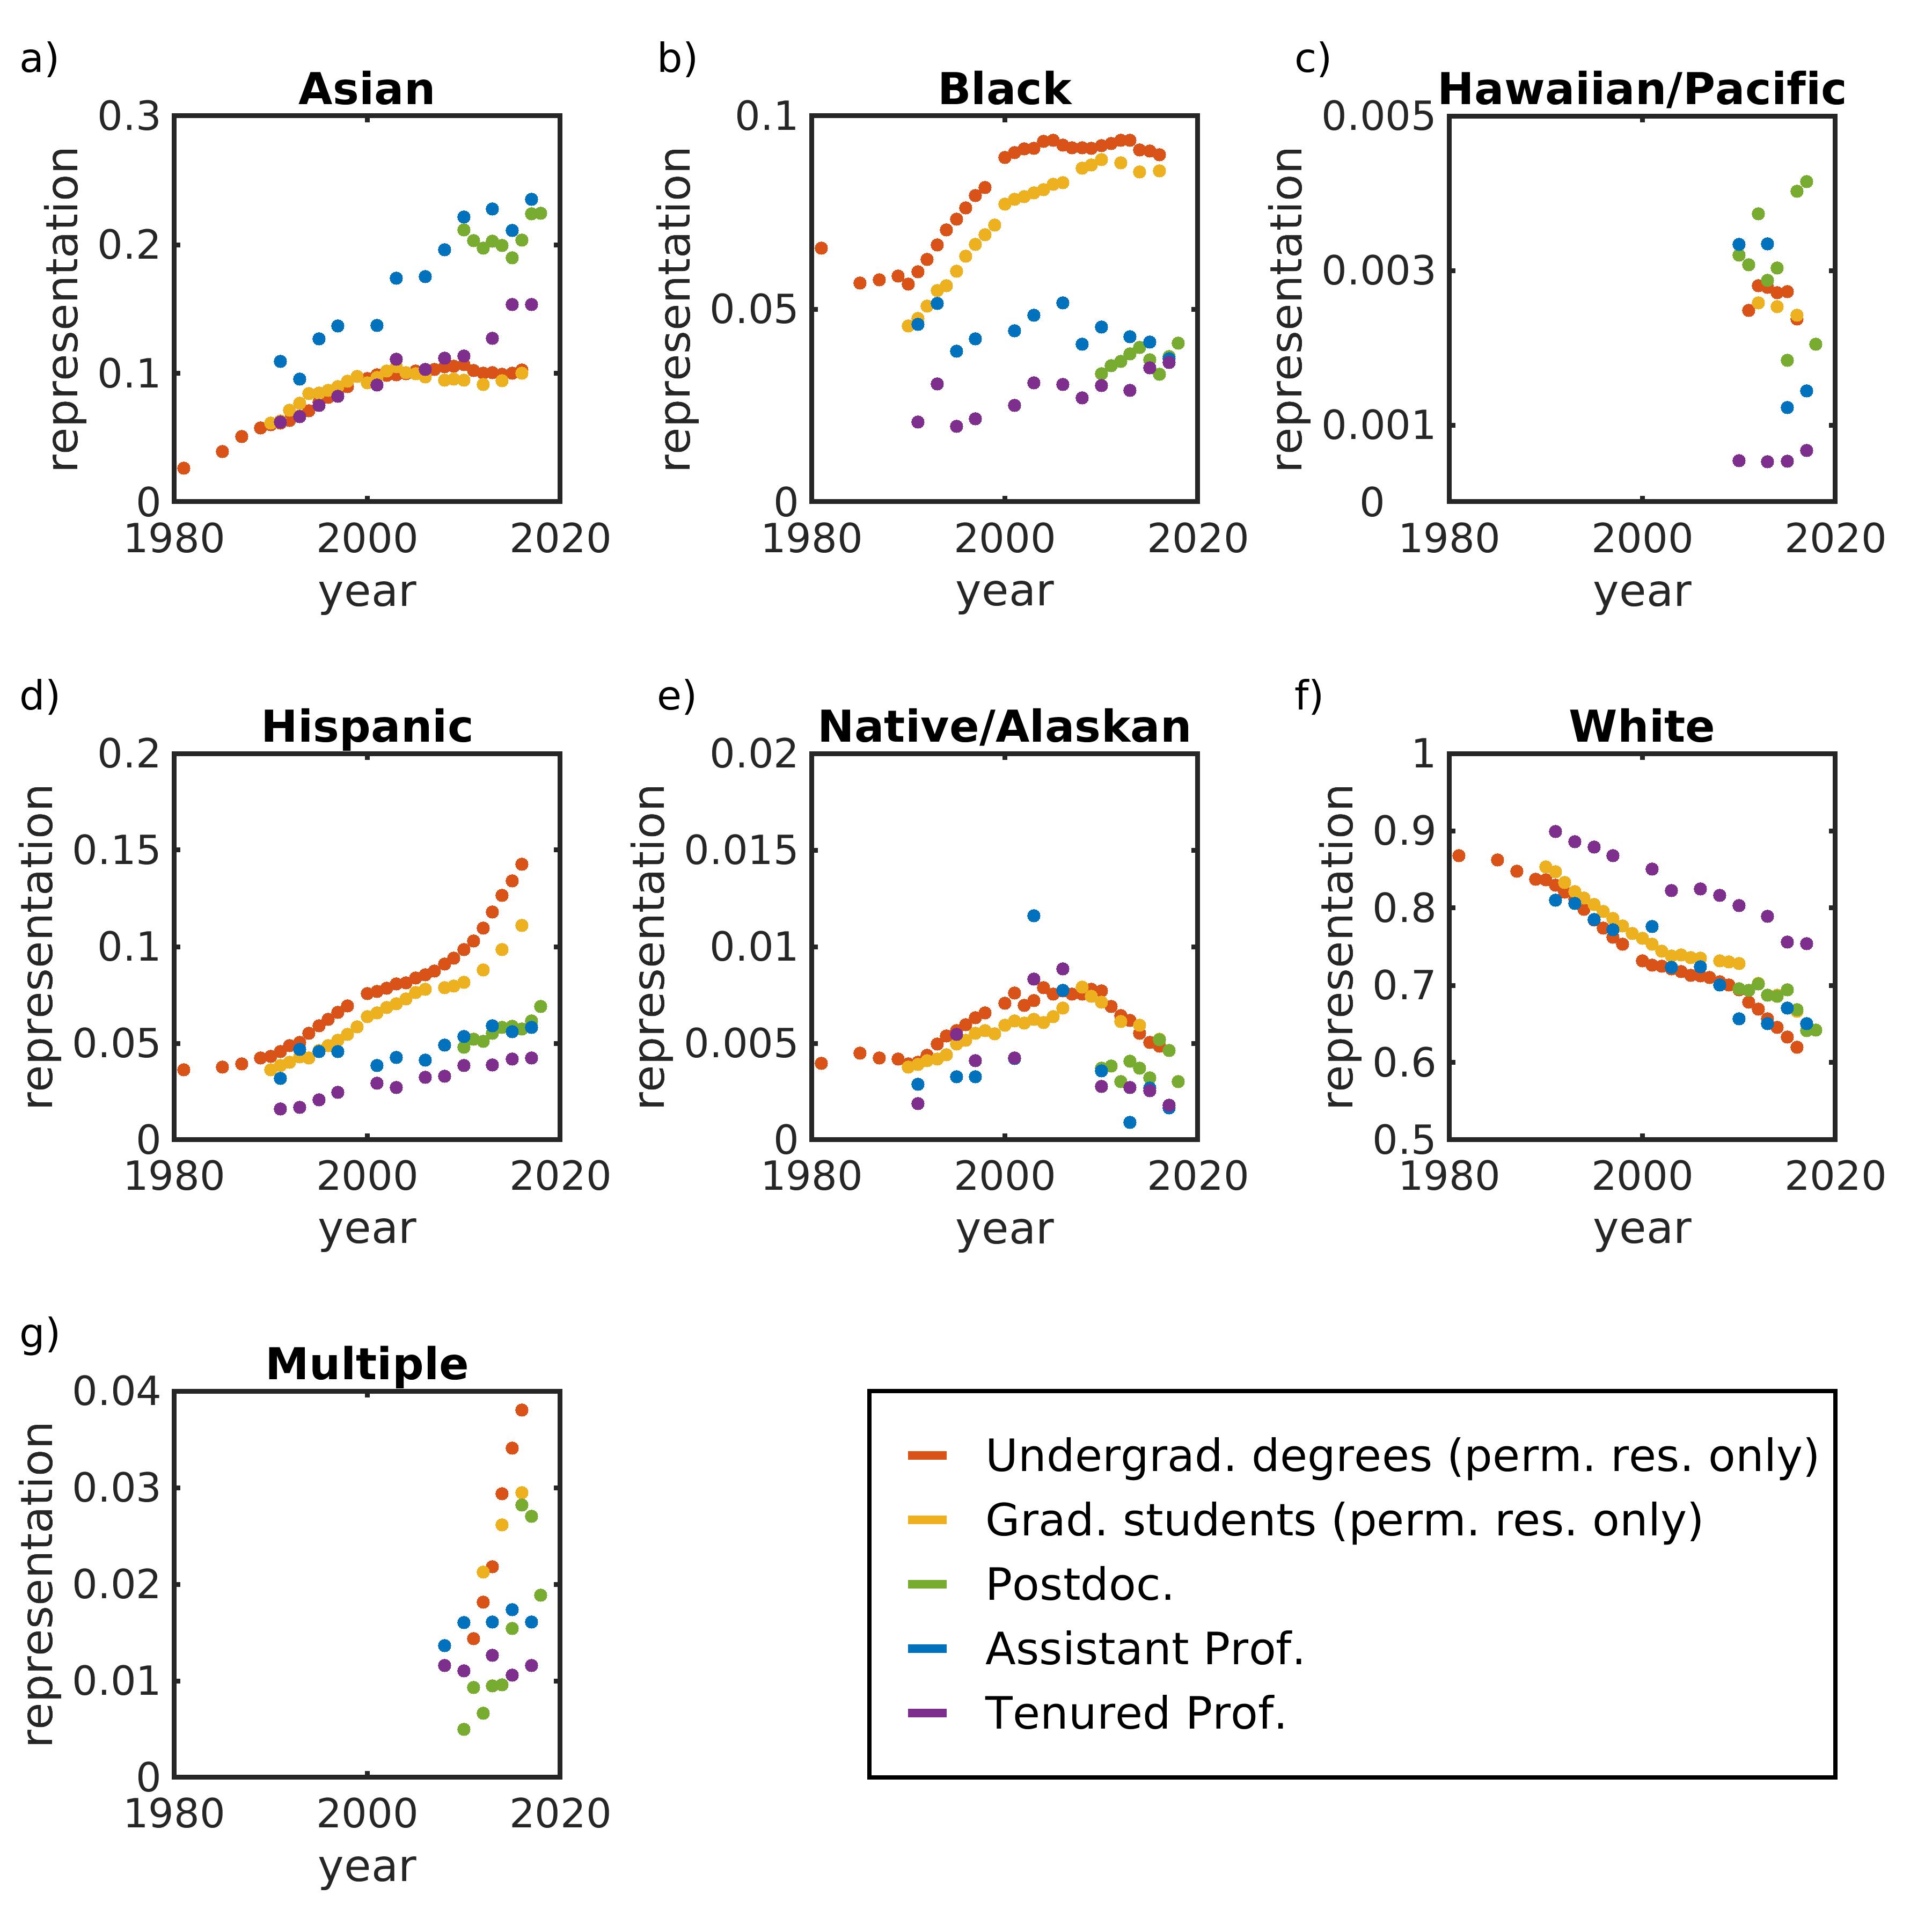 a)
Asian
0.3
0.2
0.1
0
representation
1980
2000
2020
year
b)
Black
0.1
0.05
0
representation
1980
2000
2020
year
c)
Hawaiian/Pacific
0.005
0.003
0.001
0
representation
1980
2000
2020
year
d)
Hispanic
0.2
0.15
0.1
0.05
0
representation
1980
2000
2020
year
e)
Native/Alaskan
0.02
0.015
0.01
0.005
0
representation
1980
2000
2020
year
f)
White
1
0.9
0.8
0.7
0.6
0.5
representation
1980
2000
2020
year
g)
Multiple
0.04
0.03
0.02
0.01
0
representation
1980
2000
2020
year
Undergrad. degrees (perm. res. only)
Grad. students (perm. res. only)
Postdoc.
Assistant Prof.
Tenured Prof.